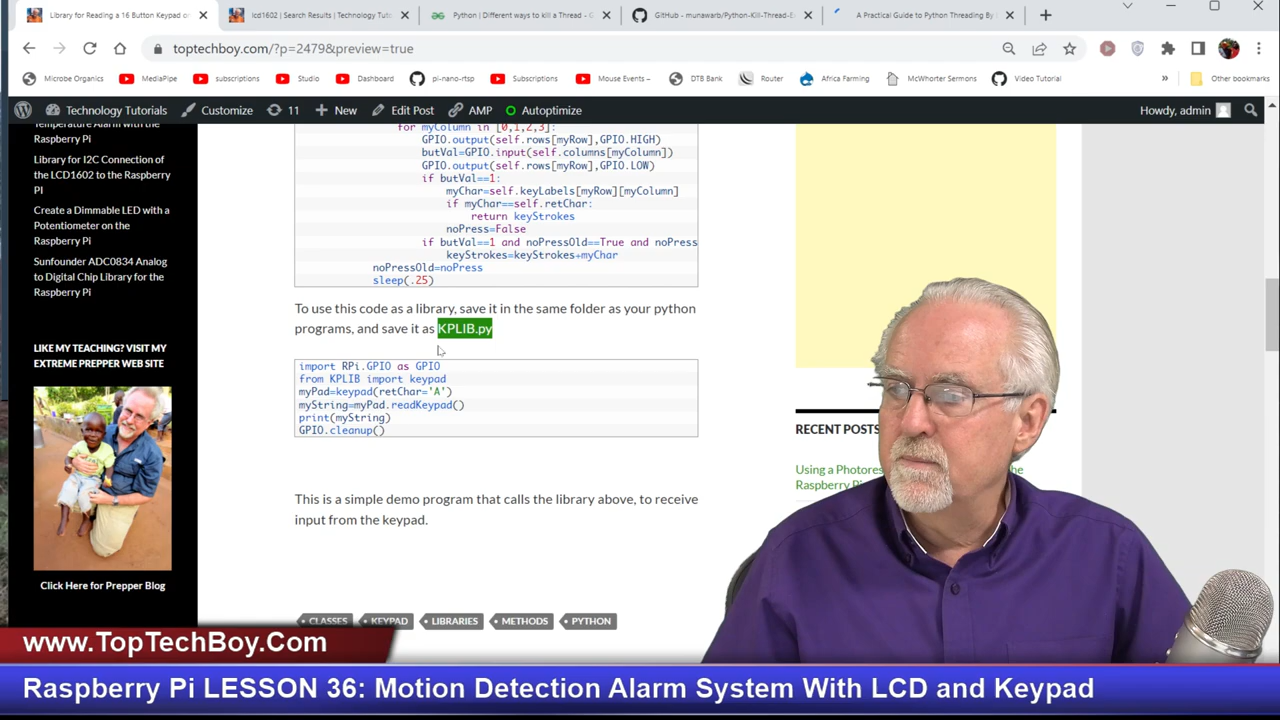 Library for Reading a 16 Button Keypad on
lcd1602 | Search Results | Technology Tuto
Python | Different ways to kill a Thread - G
GitHub - munawarb/Python-Kill-Thread-E
A Practical Guide to Python Threading By
toptechboy.com/?p=2479&preview=true
Microbe Organics
MediaPipe
subscriptions
Studio
Dashboard
pi-nano-rtsp
Subscriptions
Mouse Events –
DTB Bank
Router
Africa Farming
McWhorter Sermons
Video Tutorial
»
Other bookmarks
Technology Tutorials
Customize
11
New
Edit Post
AMP
Autoptimize
Howdy, admin
Temperature Alarm with the
Raspberry Pi
Library for I2C Connection of
the LCD1602 to the Raspberry
PI
Create a Dimmable LED with a
Potentiometer on the
Raspberry Pi
Sunfounder ADC0834 Analog
to Digital Chip Library for the
Raspberry Pi
LIKE MY TEACHING? VISIT MY
EXTREME PREPPER WEB SITE
Click Here for Prepper Blog
for myColumn in [0,1,2,3]:
GPIO.output(self.rows[myRow],GPIO.HIGH)
butVal=GPIO.input(self.columns[myColumn])
GPIO.output(self.rows[myRow],GPIO.LOW)
if butVal==1:
myChar=self.keyLabels[myRow][myColumn]
if myChar==self.retChar:
return keyStrokes
noPress=False
if butVal==1 and noPressOld==True and noPress
keyStrokes=keyStrokes+myChar
noPressOld=noPress
sleep(.25)
To use this code as a library, save it in the same folder as your python
programs, and save it as KPLIB.py
import RPi.GPIO as GPIO
from KPLIB import keypad
myPad=keypad(retChar='A')
myString=myPad.readKeypad()
print(myString)
GPIO.cleanup()
This is a simple demo program that calls the library above, to receive
input from the keypad.
CLASSES
KEYPAD
LIBRARIES
METHODS
PYTHON
RECENT POSTS
Using a Photores
the
Raspberry Pi
www.TopTechBoy.Com
Raspberry Pi LESSON 36: Motion Detection Alarm System With LCD and Keypad